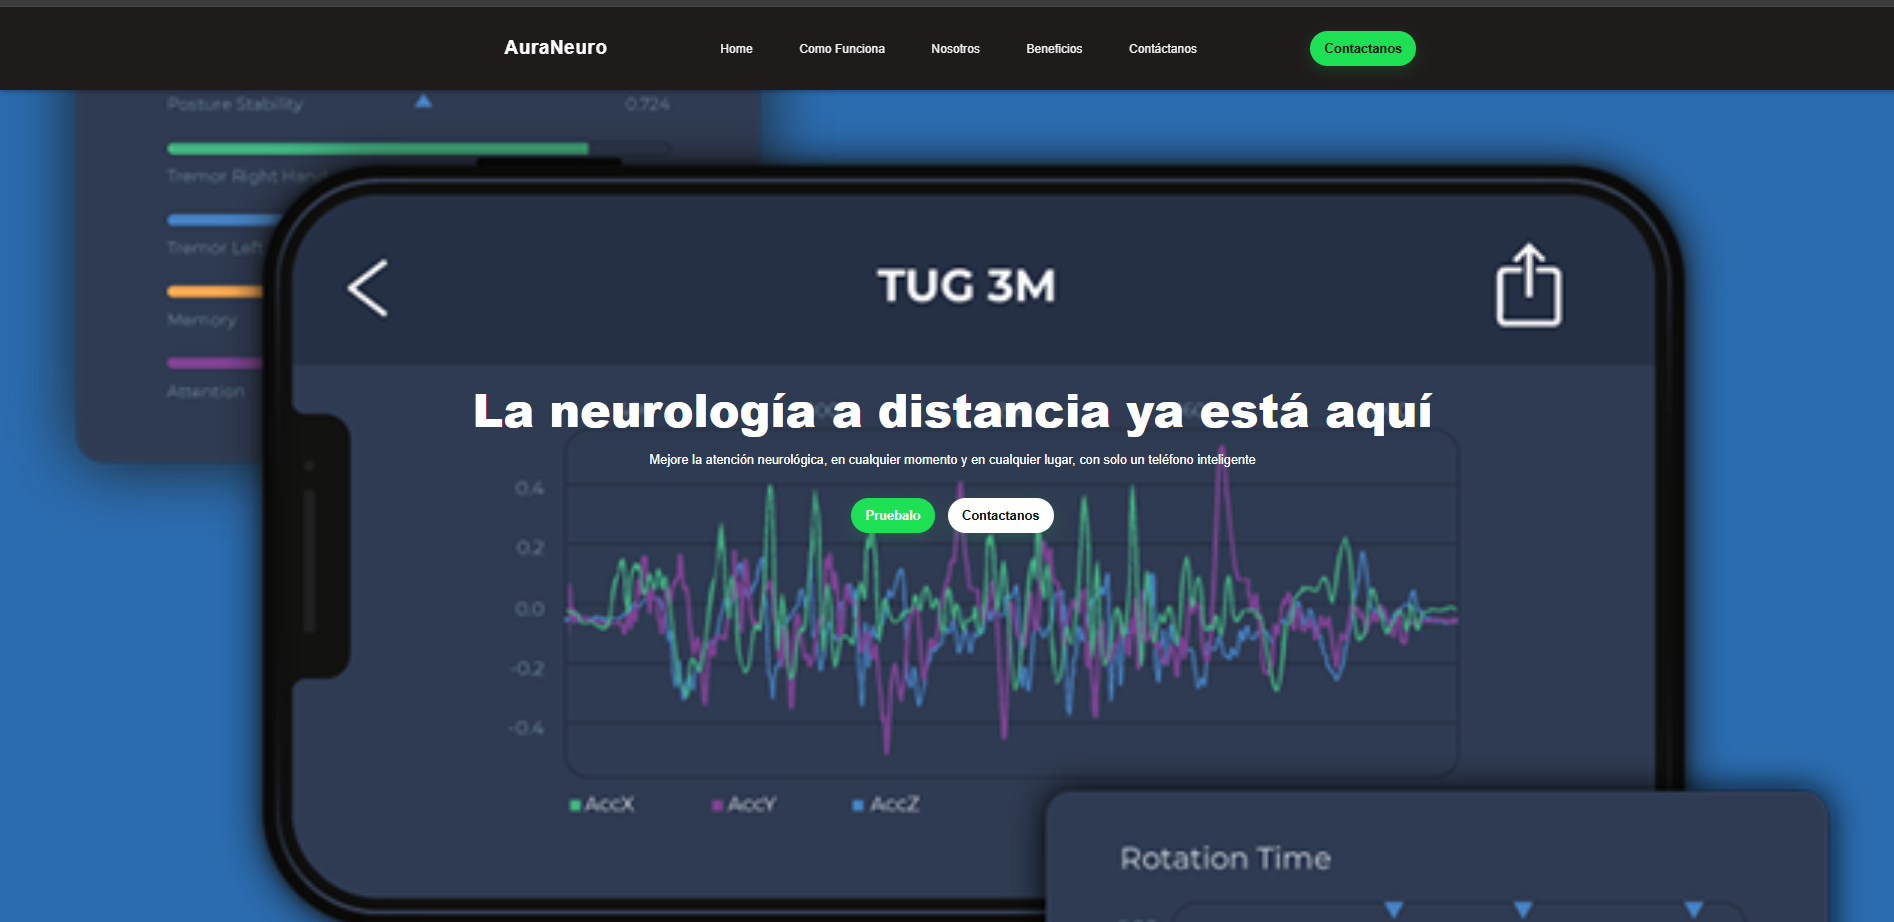 AuraNeuro
Home
Como Funciona
Nosotros
Beneficios
Contáctanos
Contactanos
Posture Stability
0.724
Tremor Right Hand
Tremor Left
Memory
Attention
TUG 3M
La neurología a distancia ya está aquí
Mejore la atención neurológica, en cualquier momento y en cualquier lugar, con solo un teléfono inteligente
Pruebalo
Contactanos
0.4
0.2
0.0
-0.2
-0.4
AccX
AccY
AccZ
Rotation Time